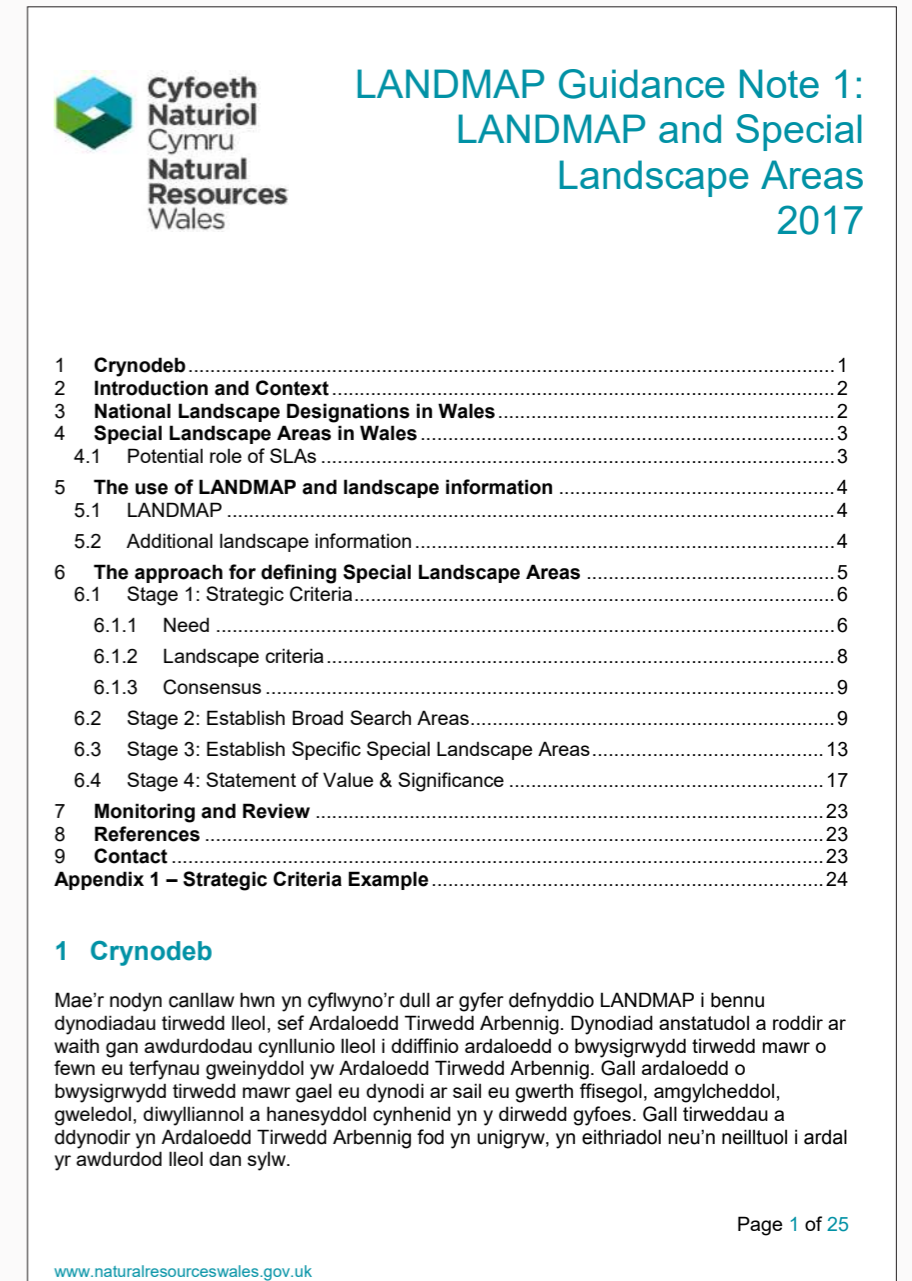 Cyfoeth
Naturiol
Cymru
Natural
Resources
Wales
LANDMAP Guidance Note 1:
LANDMAP and Special
Landscape Areas
2017
1 Crynodeb 1
2 Introduction and Context 2
3 National Landscape Designations in Wales 2
4 Special Landscape Areas in Wales 3
4.1 Potential role of SLAs 3
5 The use of LANDMAP and landscape information 4
5.1 LANDMAP 4
5.2 Additional landscape information 4
6 The approach for defining Special Landscape Areas 5
6.1 Stage 1: Strategic Criteria 6
6.1.1 Need 6
6.1.2 Landscape criteria 8
6.1.3 Consensus 9
6.2 Stage 2: Establish Broad Search Areas 9
6.3 Stage 3: Establish Specific Special Landscape Areas 13
6.4 Stage 4: Statement of Value & Significance 17
7 Monitoring and Review 23
8 References 23
9 Contact 23
Appendix 1 – Strategic Criteria Example 24
1 Crynodeb
Mae'r nodyn canllaw hwn yn cyflwyno'r dull ar gyfer defnyddio LANDMAP i bennu
dynodiadau tirwedd lleol, sef Ardaloedd Tirwedd Arbennig. Dynodiad anstatudol a roddir ar
waith gan awdurdodau cynllunio lleol i ddiffinio ardaloedd o bwysigrwydd tirwedd mawr o
fewn eu terfynau gweinyddol yw Ardaloedd Tirwedd Arbennig. Gall ardaloedd o
bwysigrwydd tirwedd mawr gael eu dynodi ar sail eu gwerth ffisegol, amgylcheddol,
gweledol, diwylliannol a hanesyddol cynhenid yn y dirwedd gyfoes. Gall tirweddau a
ddynodir yn Ardaloedd Tirwedd Arbennig fod yn unigryw, yn eithriadol neu'n neilltuol i ardal
yr awdurdod lleol dan sylw.
Page 1 of 25
www.naturalresourceswales.gov.uk